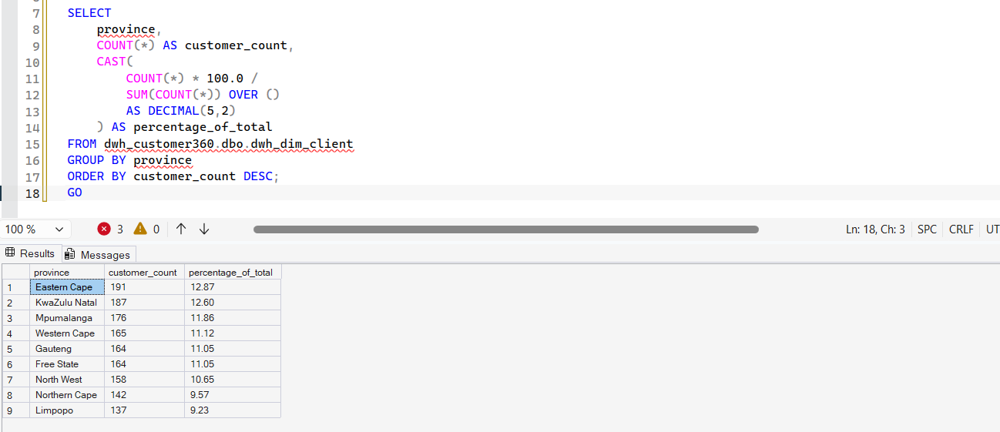 7 SELECT
8 province,
9 COUNT(*) AS customer_count,
10 CAST(
11 COUNT(*) * 100.0 /
12 SUM(COUNT(*)) OVER ()
13 AS DECIMAL(5,2)
14 ) AS percentage_of_total
15 FROM dwh_customer360.dbo.dwh_dim_client
16 GROUP BY province
17 ORDER BY customer_count DESC;
18 GO
100 % 3 0 Ln: 18, Ch: 3 SPC CRLF UT
Results Messages
province customer_count percentage_of_total
1 Eastern Cape 191 12.87
2 KwaZulu Natal 187 12.60
3 Mpumalanga 176 11.86
4 Western Cape 165 11.12
5 Gauteng 164 11.05
6 Free State 164 11.05
7 North West 158 10.65
8 Northern Cape 142 9.57
9 Limpopo 137 9.23